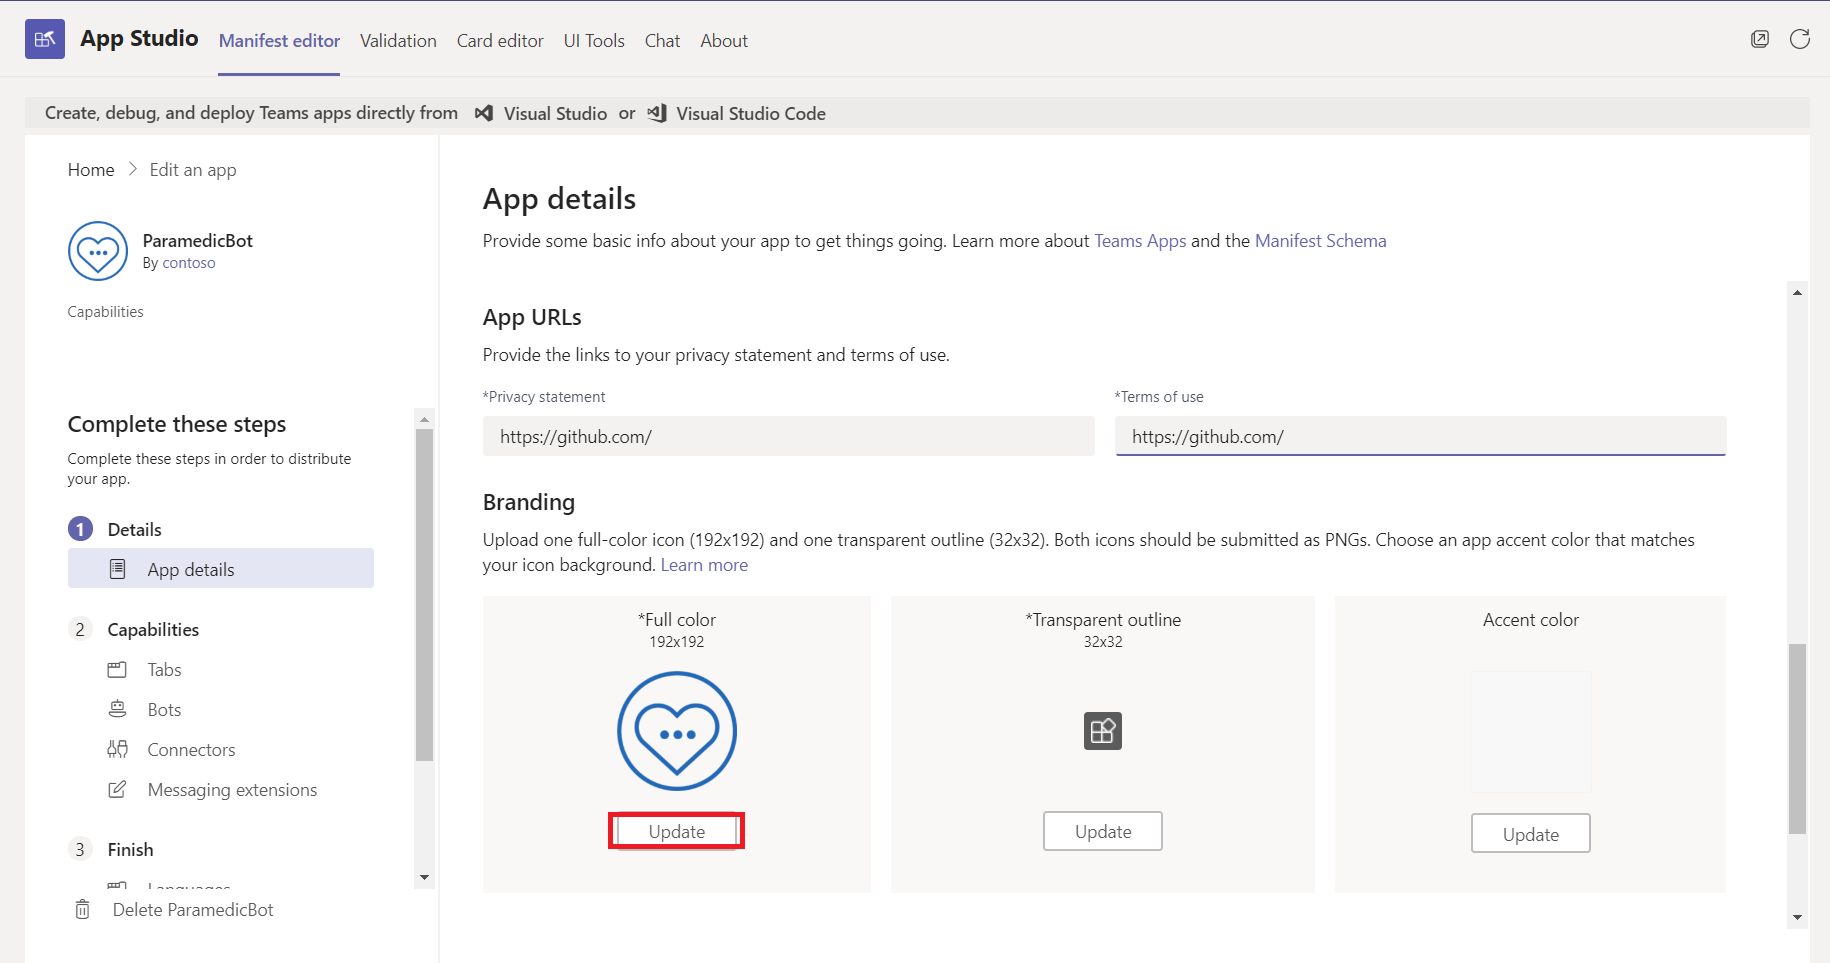 App Studio
Manifest editor
Validation
Card editor
UI Tools
Chat
About
Create, debug, and deploy Teams apps directly from Visual Studio or Visual Studio Code
Home > Edit an app
ParamedicBot
By contoso
Capabilities
Complete these steps
Complete these steps in order to distribute
your app.
1 Details
App details
2 Capabilities
Tabs
Bots
Connectors
Messaging extensions
3 Finish
Languages
Delete ParamedicBot
App details
Provide some basic info about your app to get things going. Learn more about Teams Apps and the Manifest Schema
App URLs
Provide the links to your privacy statement and terms of use.
*Privacy statement
https://github.com/
*Terms of use
https://github.com/
Branding
Upload one full-color icon (192x192) and one transparent outline (32x32). Both icons should be submitted as PNGs. Choose an app accent color that matches
your icon background. Learn more
*Full color
192x192
Update
*Transparent outline
32x32
Update
Accent color
Update